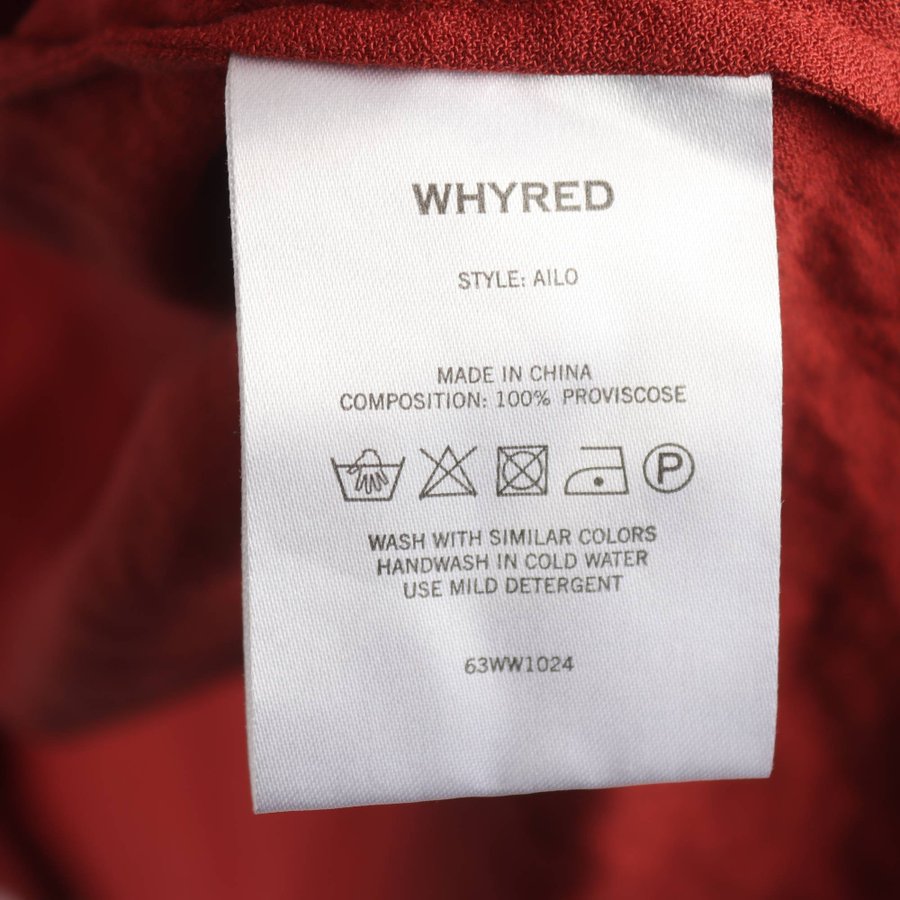 WHYRED
STYLE: AILO
MADE IN CHINA
COMPOSITION: 100% PROVISCOSE
P
WASH WITH SIMILAR COLORS
HANDWASH IN COLD WATER
USE MILD DETERGENT
63WW1024